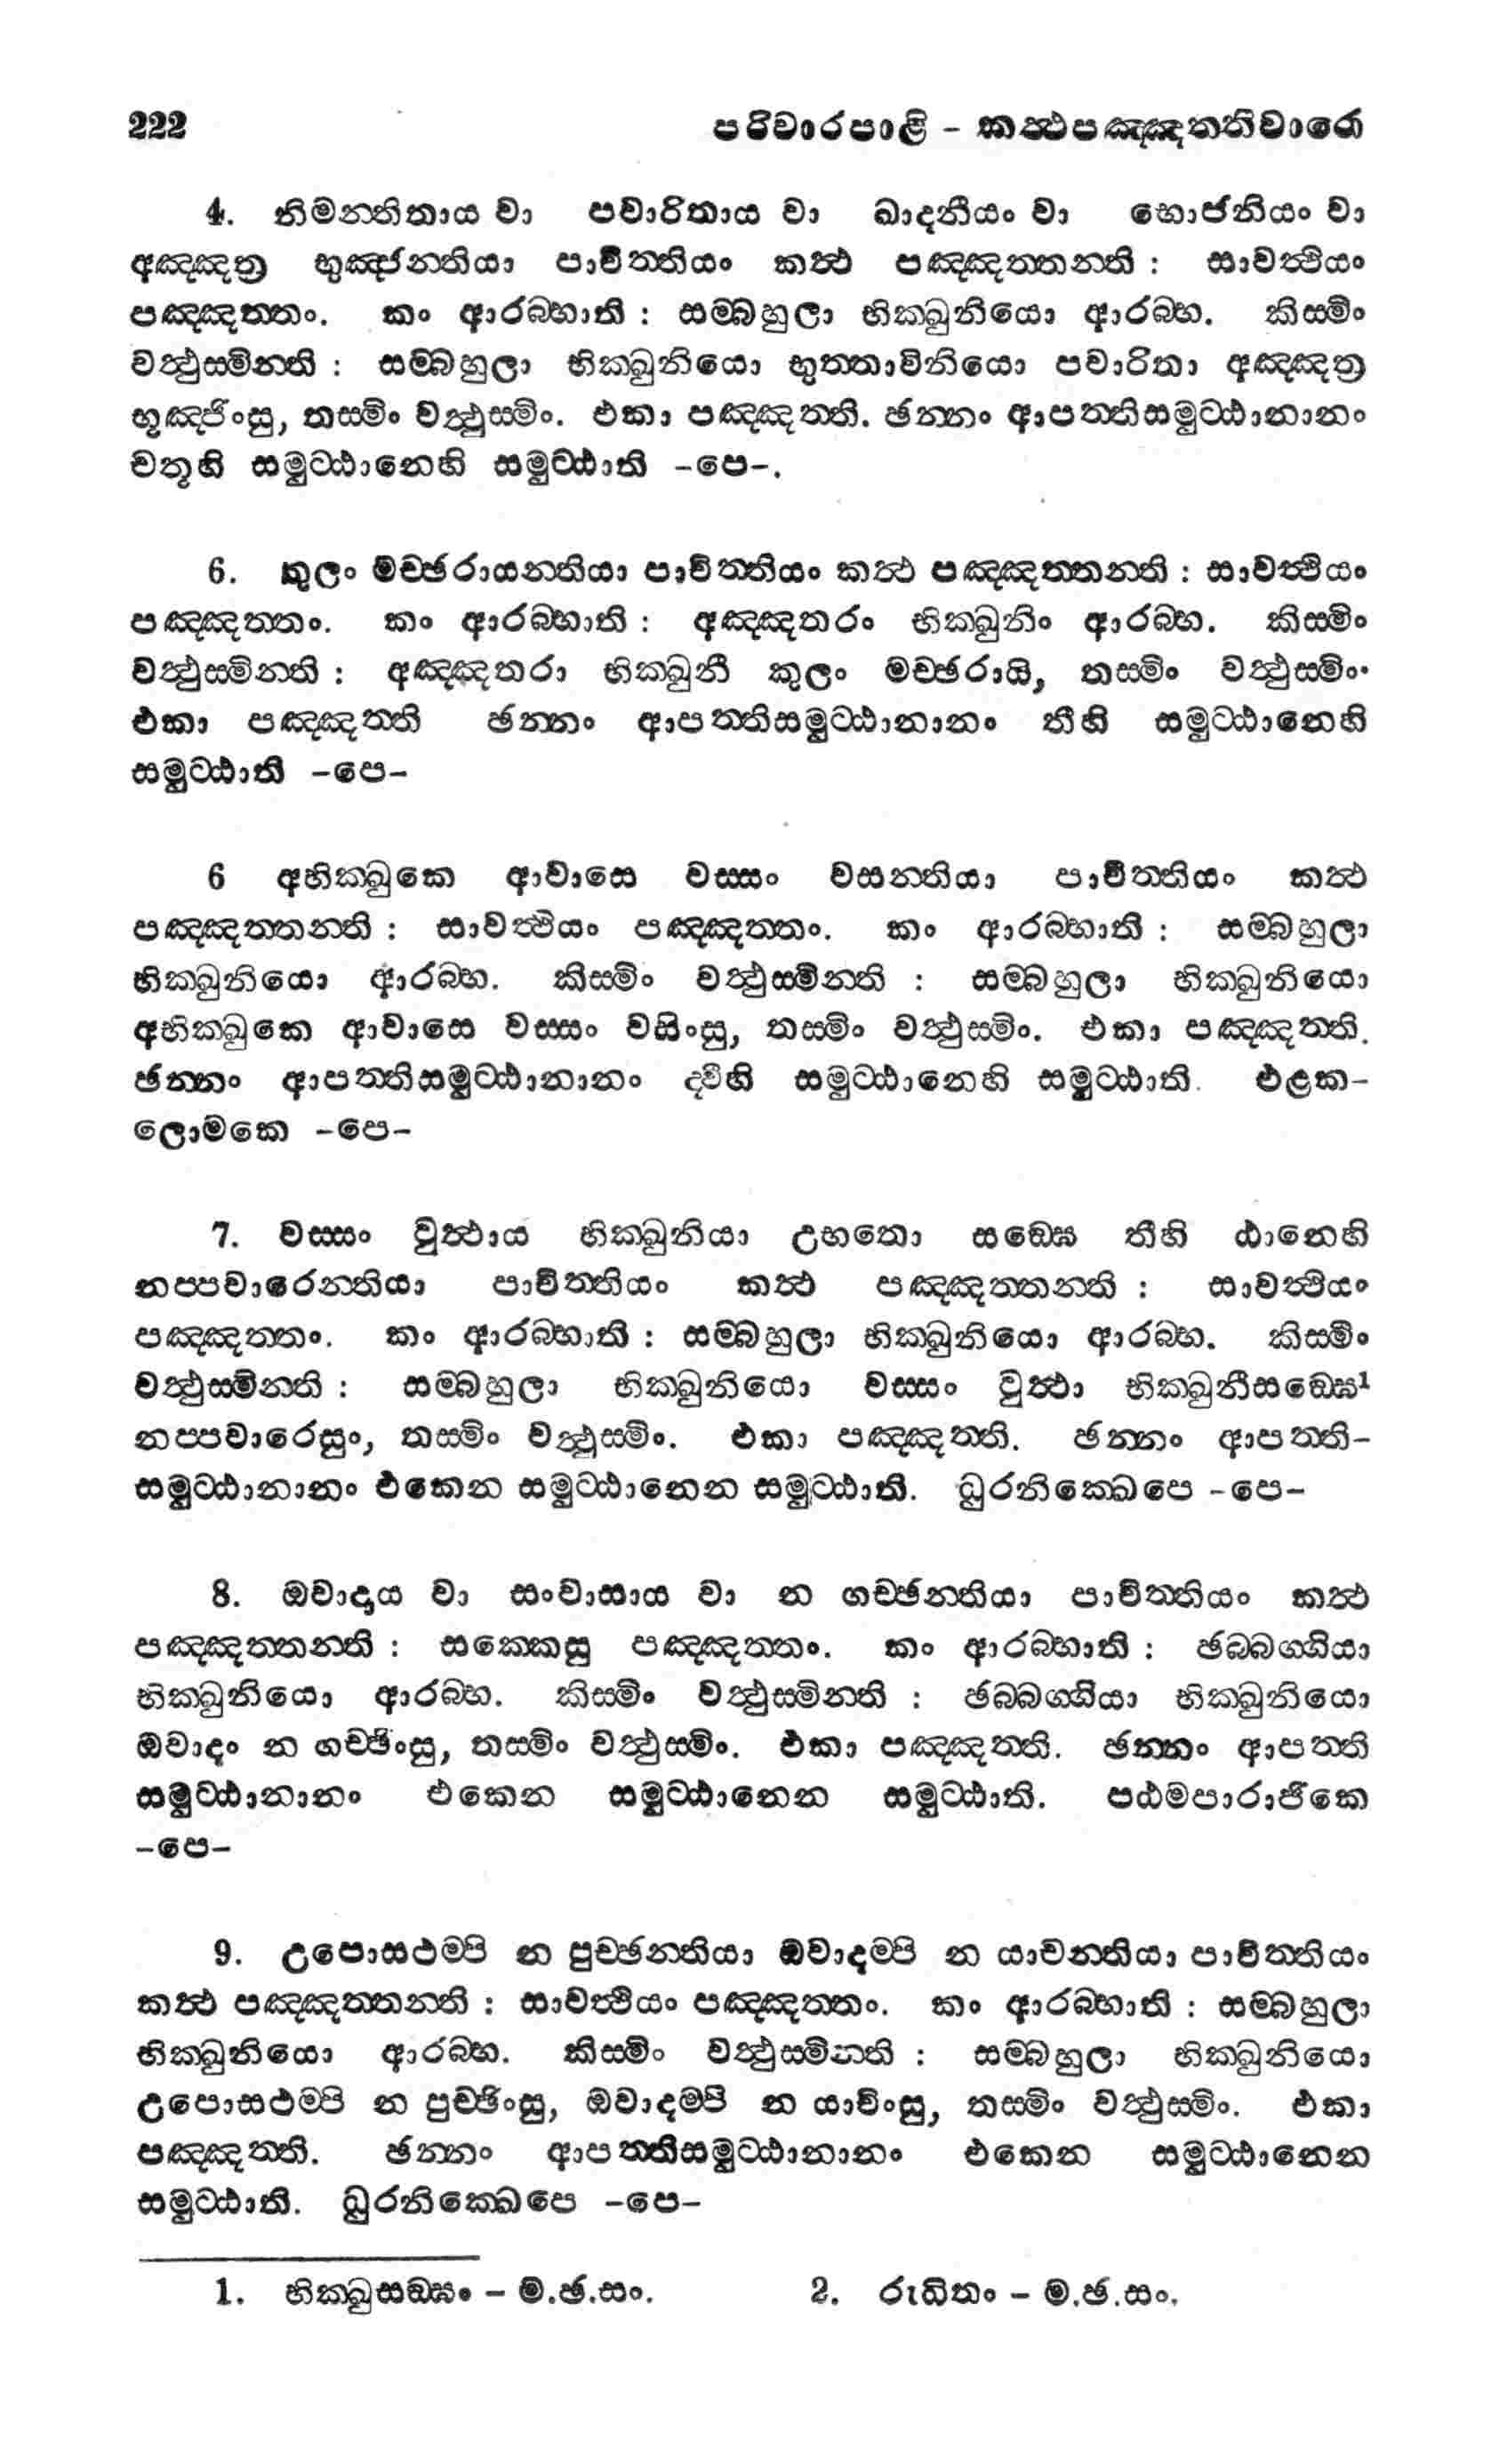 222 පරිවාරපාළි - කත්‍ථපඤ්ඤත්තිවාරො
4. නිමන්තිතාය වා පවාරිතාය වා ඛාදනීයං වා භොජනියං වා
අඤ්ඤත්‍ර භුඤ්ජන්තියා පාචිත්තියං කත්‍ථ පඤ්ඤත්තන්ති : සාවත්‍ථියං
පඤ්ඤත්තං. කං ආරබ්භාති : සම්බහුලා භික්ඛුනියො ආරබ්භ. කිස්මිං
වත්‍ථුස්මින්ති : සම්බහුලා භික්ඛුනියො භුත්තාවිනියො පවාරිතා අඤ්ඤත්‍ර
භුඤ්ජිංසු, තස්මිං වත්‍ථුස්මිං. එකා පඤ්ඤත්ති. ඡන්නං ආපත්තිසමුට්ඨානානං
චතූහි සමුට්ඨානෙහි සමුට්ඨාති -පෙ-.
6. කුලං මච්ඡරායන්තියා පාචිත්තියං කත්‍ථ පඤ්ඤත්තන්ති : සාවත්‍ථියං
පඤ්ඤත්තං. කං ආරබ්භාති : අඤ්ඤතරං භික්ඛුනිං ආරබ්භ. කිස්මිං
වත්‍ථුස්මින්ති : අඤ්ඤතරා භික්ඛුනී කුලං මච්ඡරායි, තස්මිං වත්‍ථුස්මිං.
එකා පඤ්ඤත්ති ඡන්නං ආපත්තිසමුට්ඨානානං තීහි සමුට්ඨානෙහි
සමුට්ඨාති -පෙ-
6 අභික්ඛුකෙ ආවාසෙ වස්සං වසන්තියා පාචිත්තියං කත්‍ථ
පඤ්ඤත්තන්ති : සාවත්‍ථියං පඤ්ඤත්තං. කං ආරබ්භාති : සම්බහුලා
භික්ඛුනියො ආරබ්භ. කිස්මිං වත්‍ථුස්මින්ති : සම්බහුලා භික්ඛුනියො
අභික්ඛුකෙ ආවාසෙ වස්සං වසිංසු, තස්මිං වත්‍ථුස්මිං. එකා පඤ්ඤත්ති.
ඡන්නං ආපත්තිසමුට්ඨානානං ද්වීහි සමුට්ඨානෙහි සමුට්ඨාති. එළක-
ලොමකෙ -පෙ-
7. වස්සං වුත්‍ථාය භික්ඛුනියා උභතො සඞ්ඝෙ තීහි ඨානෙහි
නප්පවාරෙන්තියා පාචිත්තියං කත්‍ථ පඤ්ඤත්තන්ති : සාවත්‍ථියං
පඤ්ඤත්තං. කං ආරබ්භාති : සම්බහුලා භික්ඛුනියො ආරබ්භ. කිස්මිං
වත්‍ථුස්මින්ති : සම්බහුලා භික්ඛුනියො වස්සං වුත්‍ථා භික්ඛුනීසඞ්ඝෙ¹
නප්පවාරෙසුං, තස්මිං වත්‍ථුස්මිං. එකා පඤ්ඤත්ති. ඡන්නං ආපත්ති-
සමුට්ඨානානං එකෙන සමුට්ඨානෙන සමුට්ඨාති. ධුරනික්ඛෙපෙ -පෙ-
8. ඔවාදාය වා සංවාසාය වා න ගච්ඡන්තියා පාචිත්තියං කත්‍ථ
පඤ්ඤත්තන්ති : සක්කෙසු පඤ්ඤත්තං. කං ආරබ්භාති : ඡබ්බග්ගියා
භික්ඛුනියො ආරබ්භ. කිස්මිං වත්‍ථුස්මින්ති : ඡබ්බග්ගියා භික්ඛුනියො
ඔවාදං න ගච්ඡිංසු, තස්මිං වත්‍ථුස්මිං. එකා පඤ්ඤත්ති. ඡන්නං ආපත්ති
සමුට්ඨානානං එකෙන සමුට්ඨානෙන සමුට්ඨාති. පඨමපාරාජිකෙ
-පෙ-
9. උපොසථම්පි න පුච්ඡන්තියා ඔවාදම්පි න යාචන්තියා පාචිත්තියං
කත්‍ථ පඤ්ඤත්තන්ති : සාවත්‍ථියං පඤ්ඤත්තං. කං ආරබ්භාති : සම්බහුලා
භික්ඛුනියො ආරබ්භ. කිස්මිං වත්‍ථුස්මින්ති : සම්බහුලා භික්ඛුනියො
උපොසථම්පි න පුච්ඡිංසු, ඔවාදම්පි න යාචිංසු, තස්මිං වත්‍ථුස්මිං. එකා
පඤ්ඤත්ති. ඡන්නං ආපත්තිසමුට්ඨානානං එකෙන සමුට්ඨානෙන
සමුට්ඨාති. ධුරනික්ඛෙපෙ -පෙ-
1. භික්ඛුසඞ්ඝං - ම.ඡ.සං. 2. රුධිතං - ම.ඡ.සං.